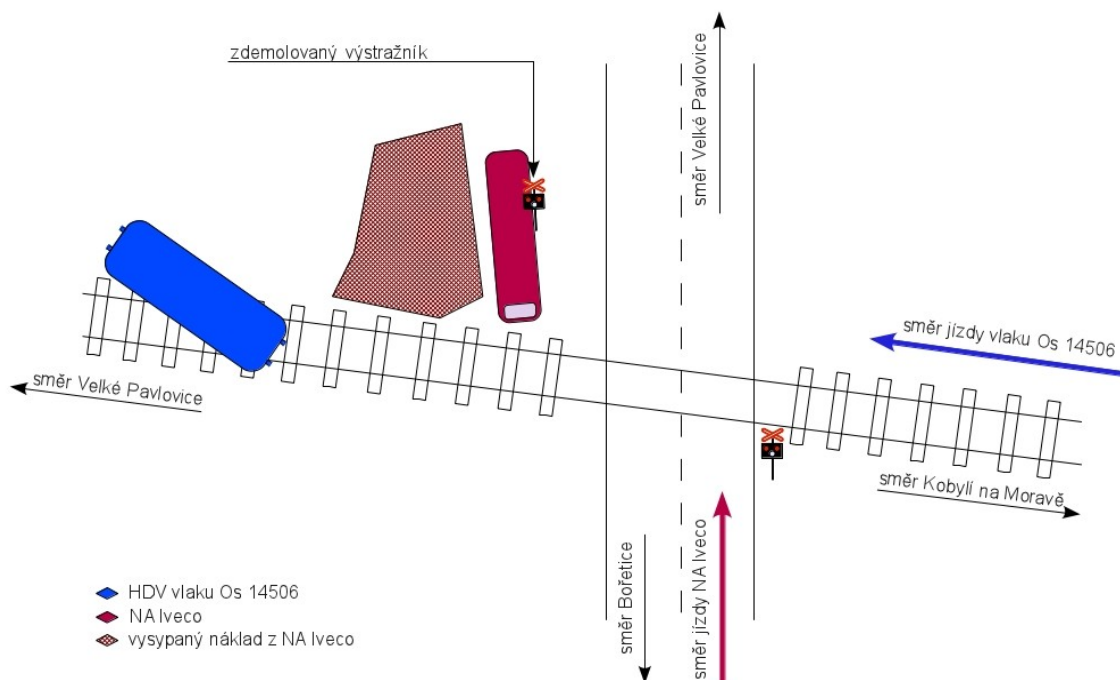 zdemolovaný výstražník
směr Velké Pavlovice
směr jízdy vlaku Os 14506
směr Velké Pavlovice
směr Kobylí na Moravě
směr Bořetice
směr jízdy NA Iveco
HDV vlaku Os 14506
NA Iveco
vysypaný náklad z NA Iveco